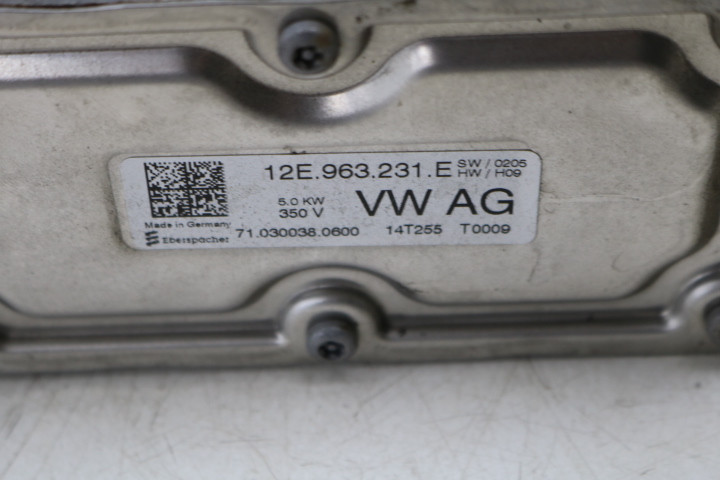 12E.963.231.E SW/0205
HW/H09
5.0 KW
350 V VW AG
Made in Germany
Eberspächer 71.030038.0600 14T255 T0009